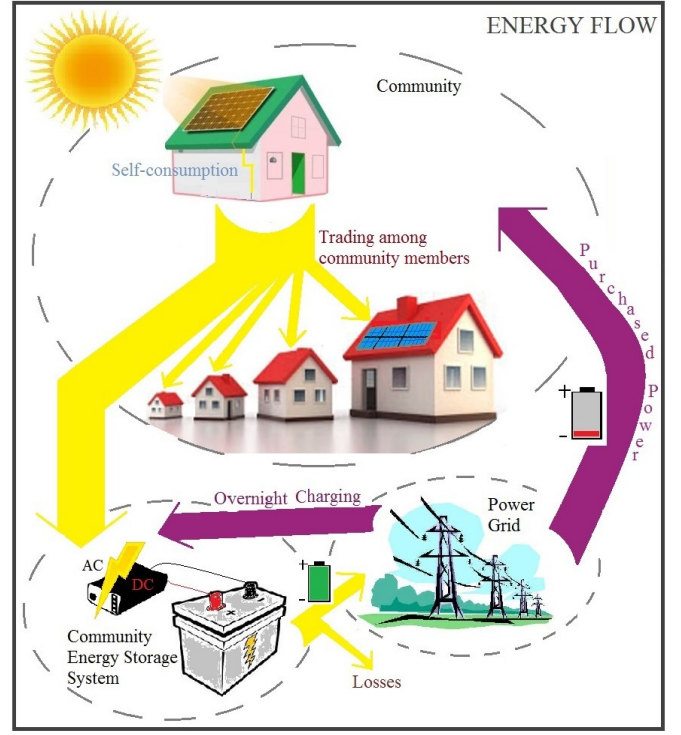 ENERGY FLOW
Community
Self-consumption
Trading among
community members
Purchased Power
+
-
Overnight Charging
Power
Grid
+
-
AC
DC
+
-
Community
Energy Storage
System
Losses